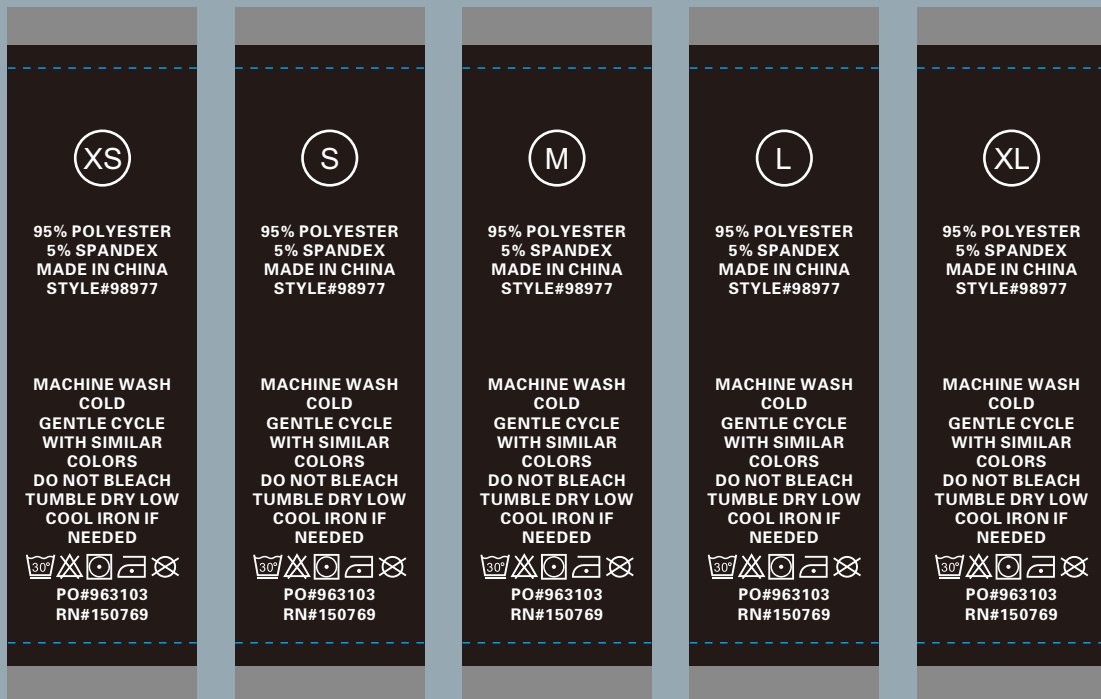 XS
95% POLYESTER
5% SPANDEX
MADE IN CHINA
STYLE#98977
MACHINE WASH
COLD
GENTLE CYCLE
WITH SIMILAR
COLORS
DO NOT BLEACH
TUMBLE DRY LOW
COOL IRON IF
NEEDED
30°
PO#963103
RN#150769
S
95% POLYESTER
5% SPANDEX
MADE IN CHINA
STYLE#98977
MACHINE WASH
COLD
GENTLE CYCLE
WITH SIMILAR
COLORS
DO NOT BLEACH
TUMBLE DRY LOW
COOL IRON IF
NEEDED
30°
PO#963103
RN#150769
M
95% POLYESTER
5% SPANDEX
MADE IN CHINA
STYLE#98977
MACHINE WASH
COLD
GENTLE CYCLE
WITH SIMILAR
COLORS
DO NOT BLEACH
TUMBLE DRY LOW
COOL IRON IF
NEEDED
30°
PO#963103
RN#150769
L
95% POLYESTER
5% SPANDEX
MADE IN CHINA
STYLE#98977
MACHINE WASH
COLD
GENTLE CYCLE
WITH SIMILAR
COLORS
DO NOT BLEACH
TUMBLE DRY LOW
COOL IRON IF
NEEDED
30°
PO#963103
RN#150769
XL
95% POLYESTER
5% SPANDEX
MADE IN CHINA
STYLE#98977
MACHINE WASH
COLD
GENTLE CYCLE
WITH SIMILAR
COLORS
DO NOT BLEACH
TUMBLE DRY LOW
COOL IRON IF
NEEDED
30°
PO#963103
RN#150769